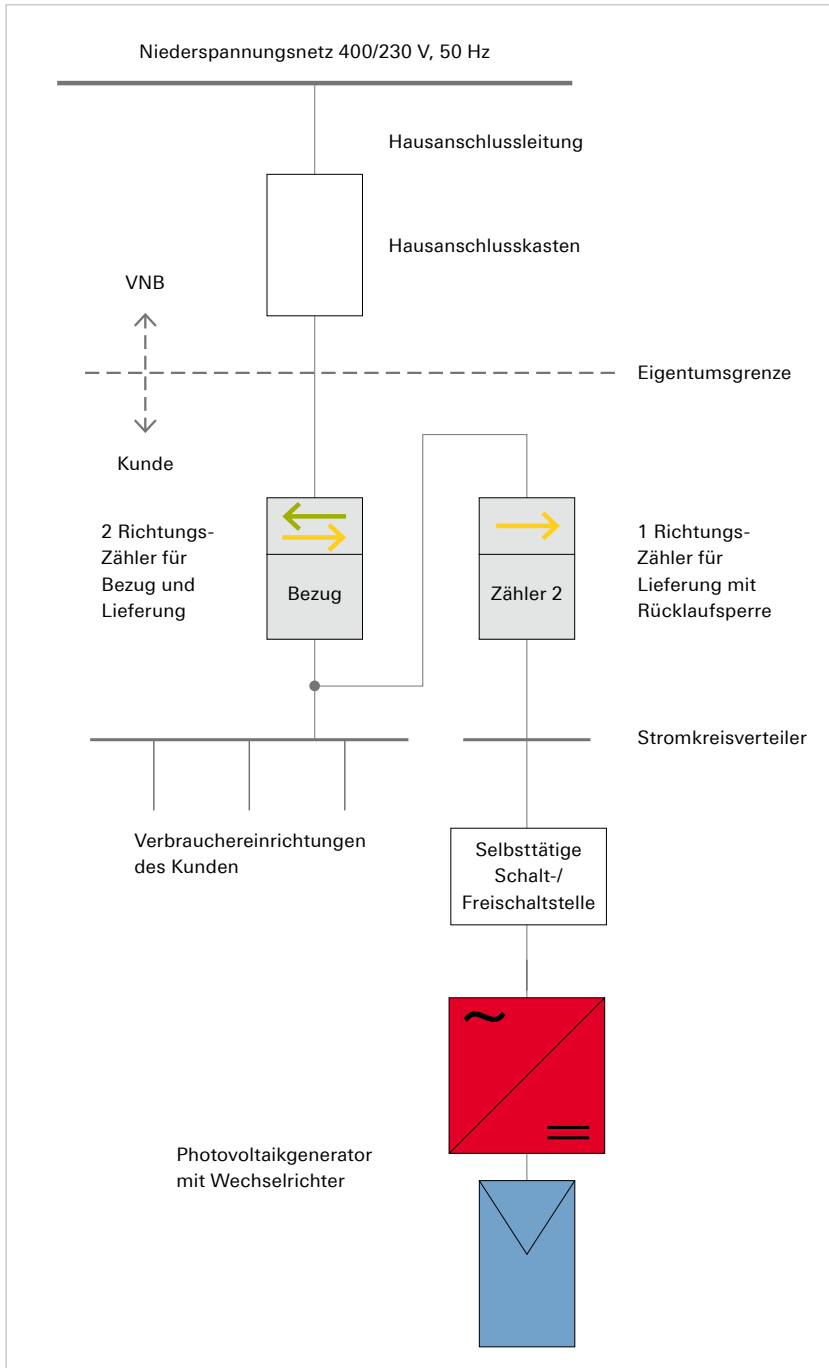 Niederspannungsnetz 400/230 V, 50 Hz
Hausanschlussleitung
Hausanschlusskasten
VNB
Eigentumsgrenze
Kunde
2 Richtungs-
Zähler für
Bezug und
Lieferung
Bezug
Zähler 2
1 Richtungs-
Zähler für
Lieferung mit
Rücklaufsperre
Stromkreisverteiler
Verbrauchereinrichtungen
des Kunden
Selbsttätige
Schalt-/
Freischaltstelle
Photovoltaikgenerator
mit Wechselrichter